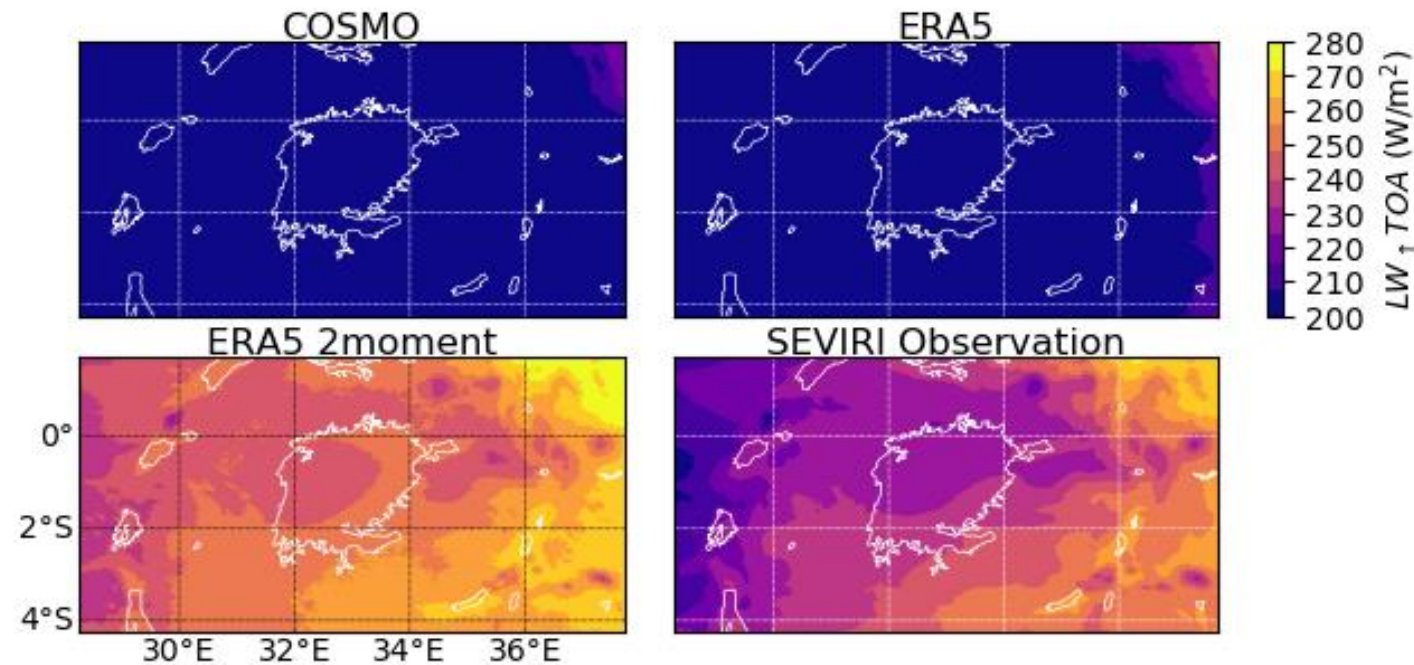 COSMO
ERA5
280
270
260
250
240
230
220
210
200
LW↑ TOA (W/m²)
ERA5 2moment
SEVIRI Observation
0°
2°S
4°S
30°E 32°E 34°E 36°E